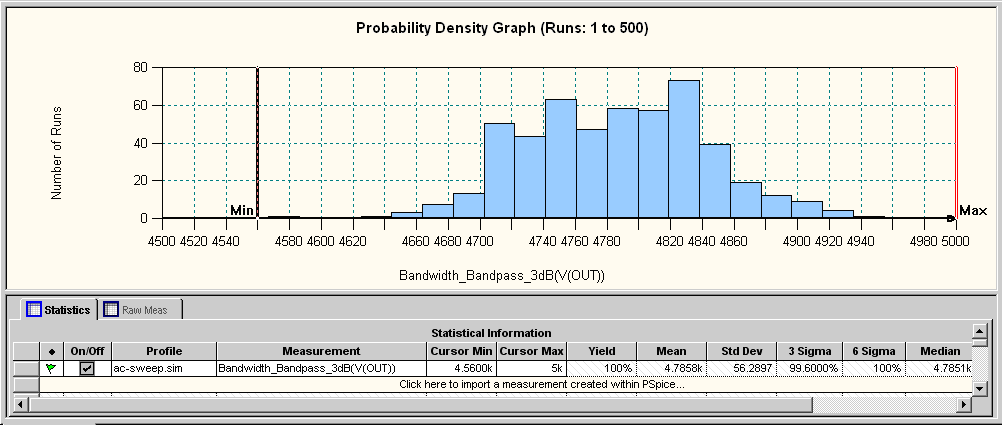 Probability Density Graph (Runs: 1 to 500)
Number of Runs
80
60
40
20
0
Min
Max
4500 4520 4540 4580 4600 4620 4660 4680 4700 4740 4760 4780 4820 4840 4860 4900 4920 4940 4980 5000
Bandwidth_Bandpass_3dB(V(OUT))
Statistics Raw Meas
Statistical Information
On/Off Profile Measurement Cursor Min Cursor Max Yield Mean Std Dev 3 Sigma 6 Sigma Median
ac-sweep.sim Bandwidth_Bandpass_3dB(V(OUT)) 4.5600k 5k 100% 4.7858k 56.2897 99.6000% 100% 4.7851k
Click here to import a measurement created within PSpice...